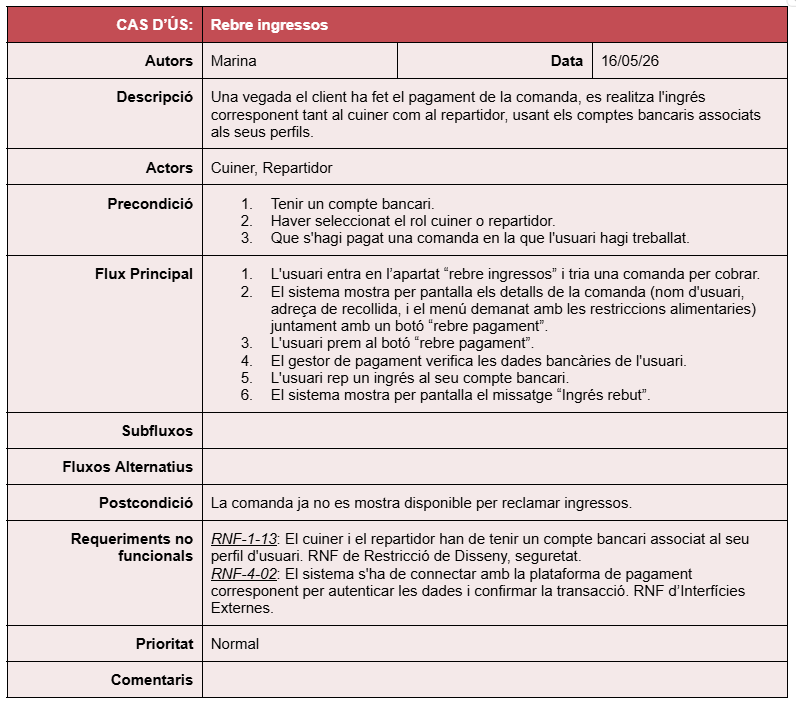 CAS D'ÚS: Rebre ingressos
Autors Marina Data 16/05/26
Descripció Una vegada el client ha fet el pagament de la comanda, es realitza l'ingrés
corresponent tant al cuiner com al repartidor, usant els comptes bancaris associats
als seus perfils.
Actors Cuiner, Repartidor
Precondició 1. Tenir un compte bancari.
2. Haver seleccionat el rol cuiner o repartidor.
3. Que s'hagi pagat una comanda en la que l'usuari hagi treballat.
Flux Principal 1. L'usuari entra en l’apartat “rebre ingressos” i tria una comanda per cobrar.
2. El sistema mostra per pantalla els detalls de la comanda (nom d'usuari,
adreça de recollida, i el menú demanat amb les restriccions alimentaries)
juntament amb un botó “rebre pagament”.
3. L'usuari prem al botó “rebre pagament”.
4. El gestor de pagament verifica les dades bancàries de l'usuari.
5. L'usuari rep un ingrés al seu compte bancari.
6. El sistema mostra per pantalla el missatge “Ingrés rebut”.
Subfluxos
Fluxos Alternatius
Postcondició La comanda ja no es mostra disponible per reclamar ingressos.
Requeriments no RNF-1-13: El cuiner i el repartidor han de tenir un compte bancari associat al seu
funcionals perfil d'usuari. RNF de Restricció de Disseny, seguretat.
RNF-4-02: El sistema s'ha de connectar amb la plataforma de pagament
corresponent per autenticar les dades i confirmar la transacció. RNF d’Interfícies
Externes.
Prioritat Normal
Comentaris